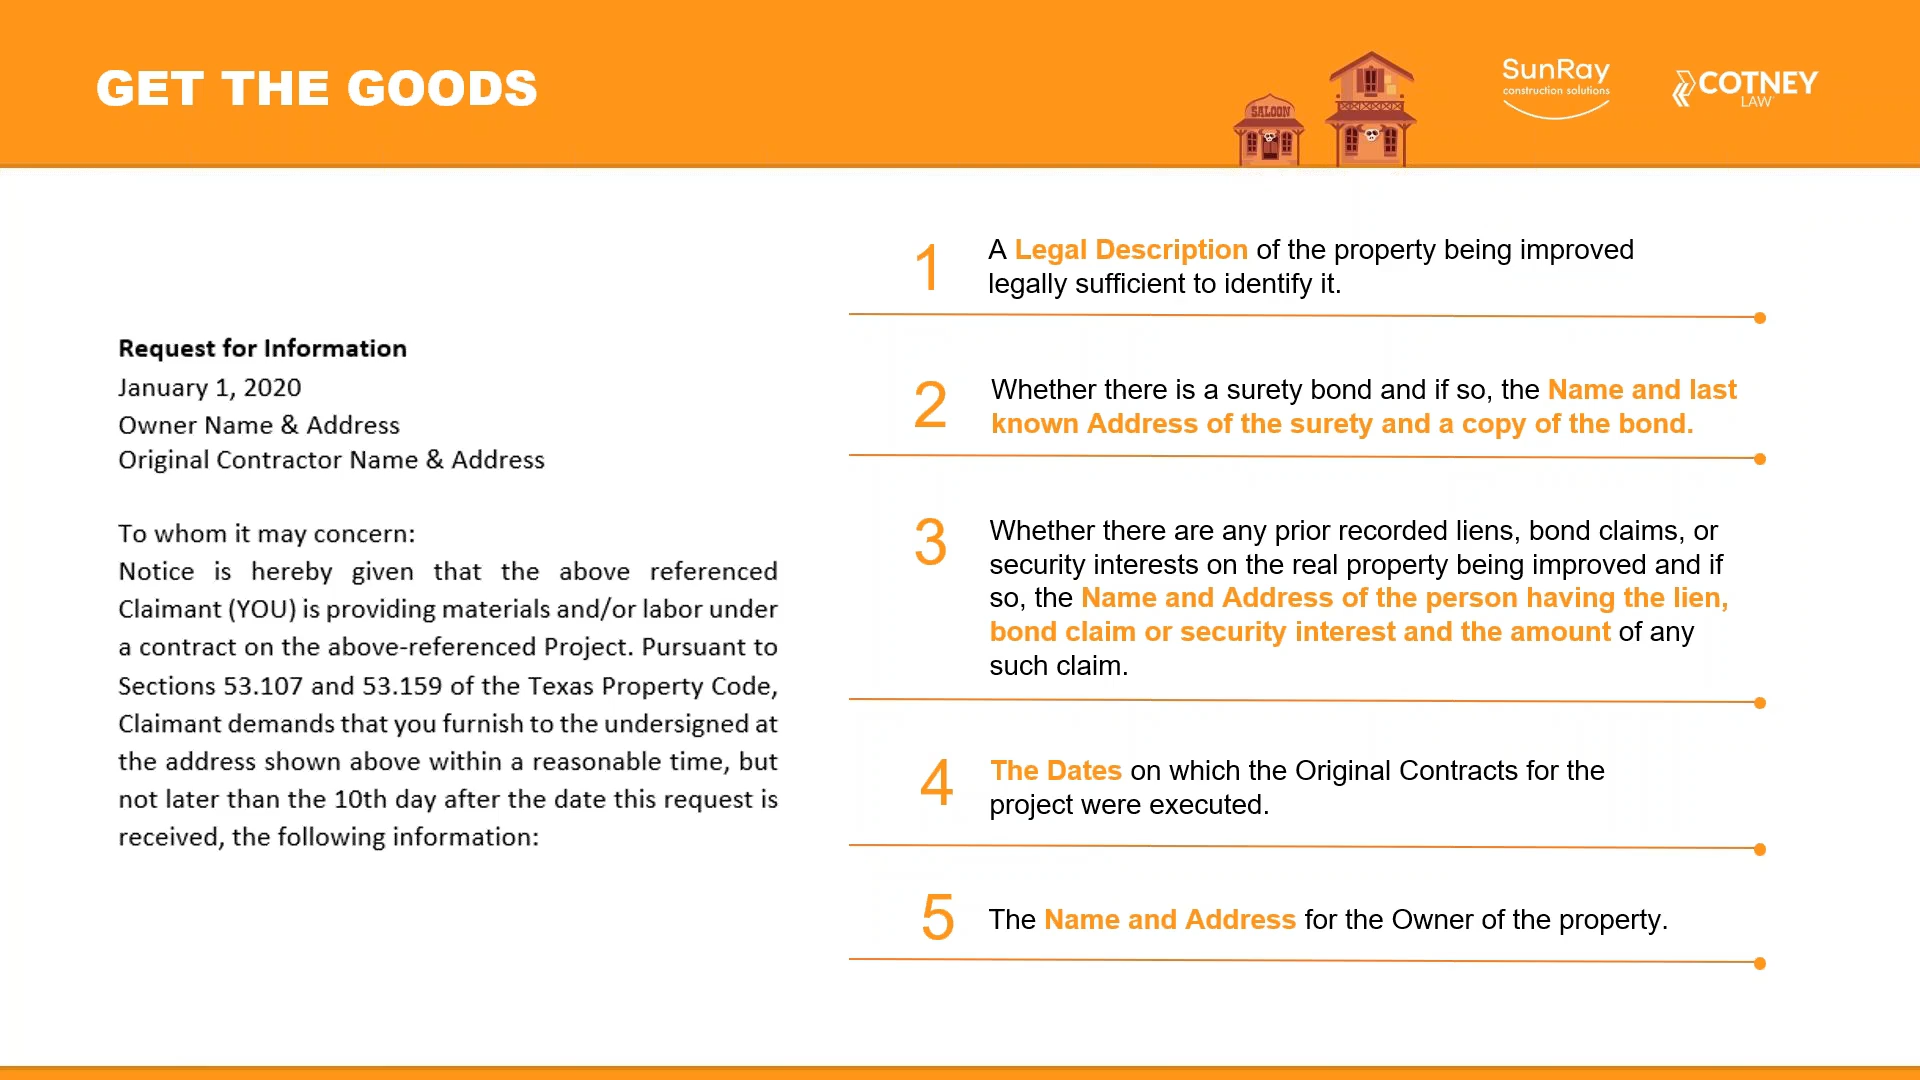 GET THE GOODS
SALOON
SunRay
construction solutions
COTNEY
LAW
Request for Information
January 1, 2020
Owner Name & Address
Original Contractor Name & Address
To whom it may concern:
Notice is hereby given that the above referenced
Claimant (YOU) is providing materials and/or labor under
a contract on the above-referenced Project. Pursuant to
Sections 53.107 and 53.159 of the Texas Property Code,
Claimant demands that you furnish to the undersigned at
the address shown above within a reasonable time, but
not later than the 10th day after the date this request is
received, the following information:
1
A Legal Description of the property being improved
legally sufficient to identify it.
2
Whether there is a surety bond and if so, the Name and last
known Address of the surety and a copy of the bond.
3
Whether there are any prior recorded liens, bond claims, or
security interests on the real property being improved and if
so, the Name and Address of the person having the lien,
bond claim or security interest and the amount of any
such claim.
4
The Dates on which the Original Contracts for the
project were executed.
5
The Name and Address for the Owner of the property.